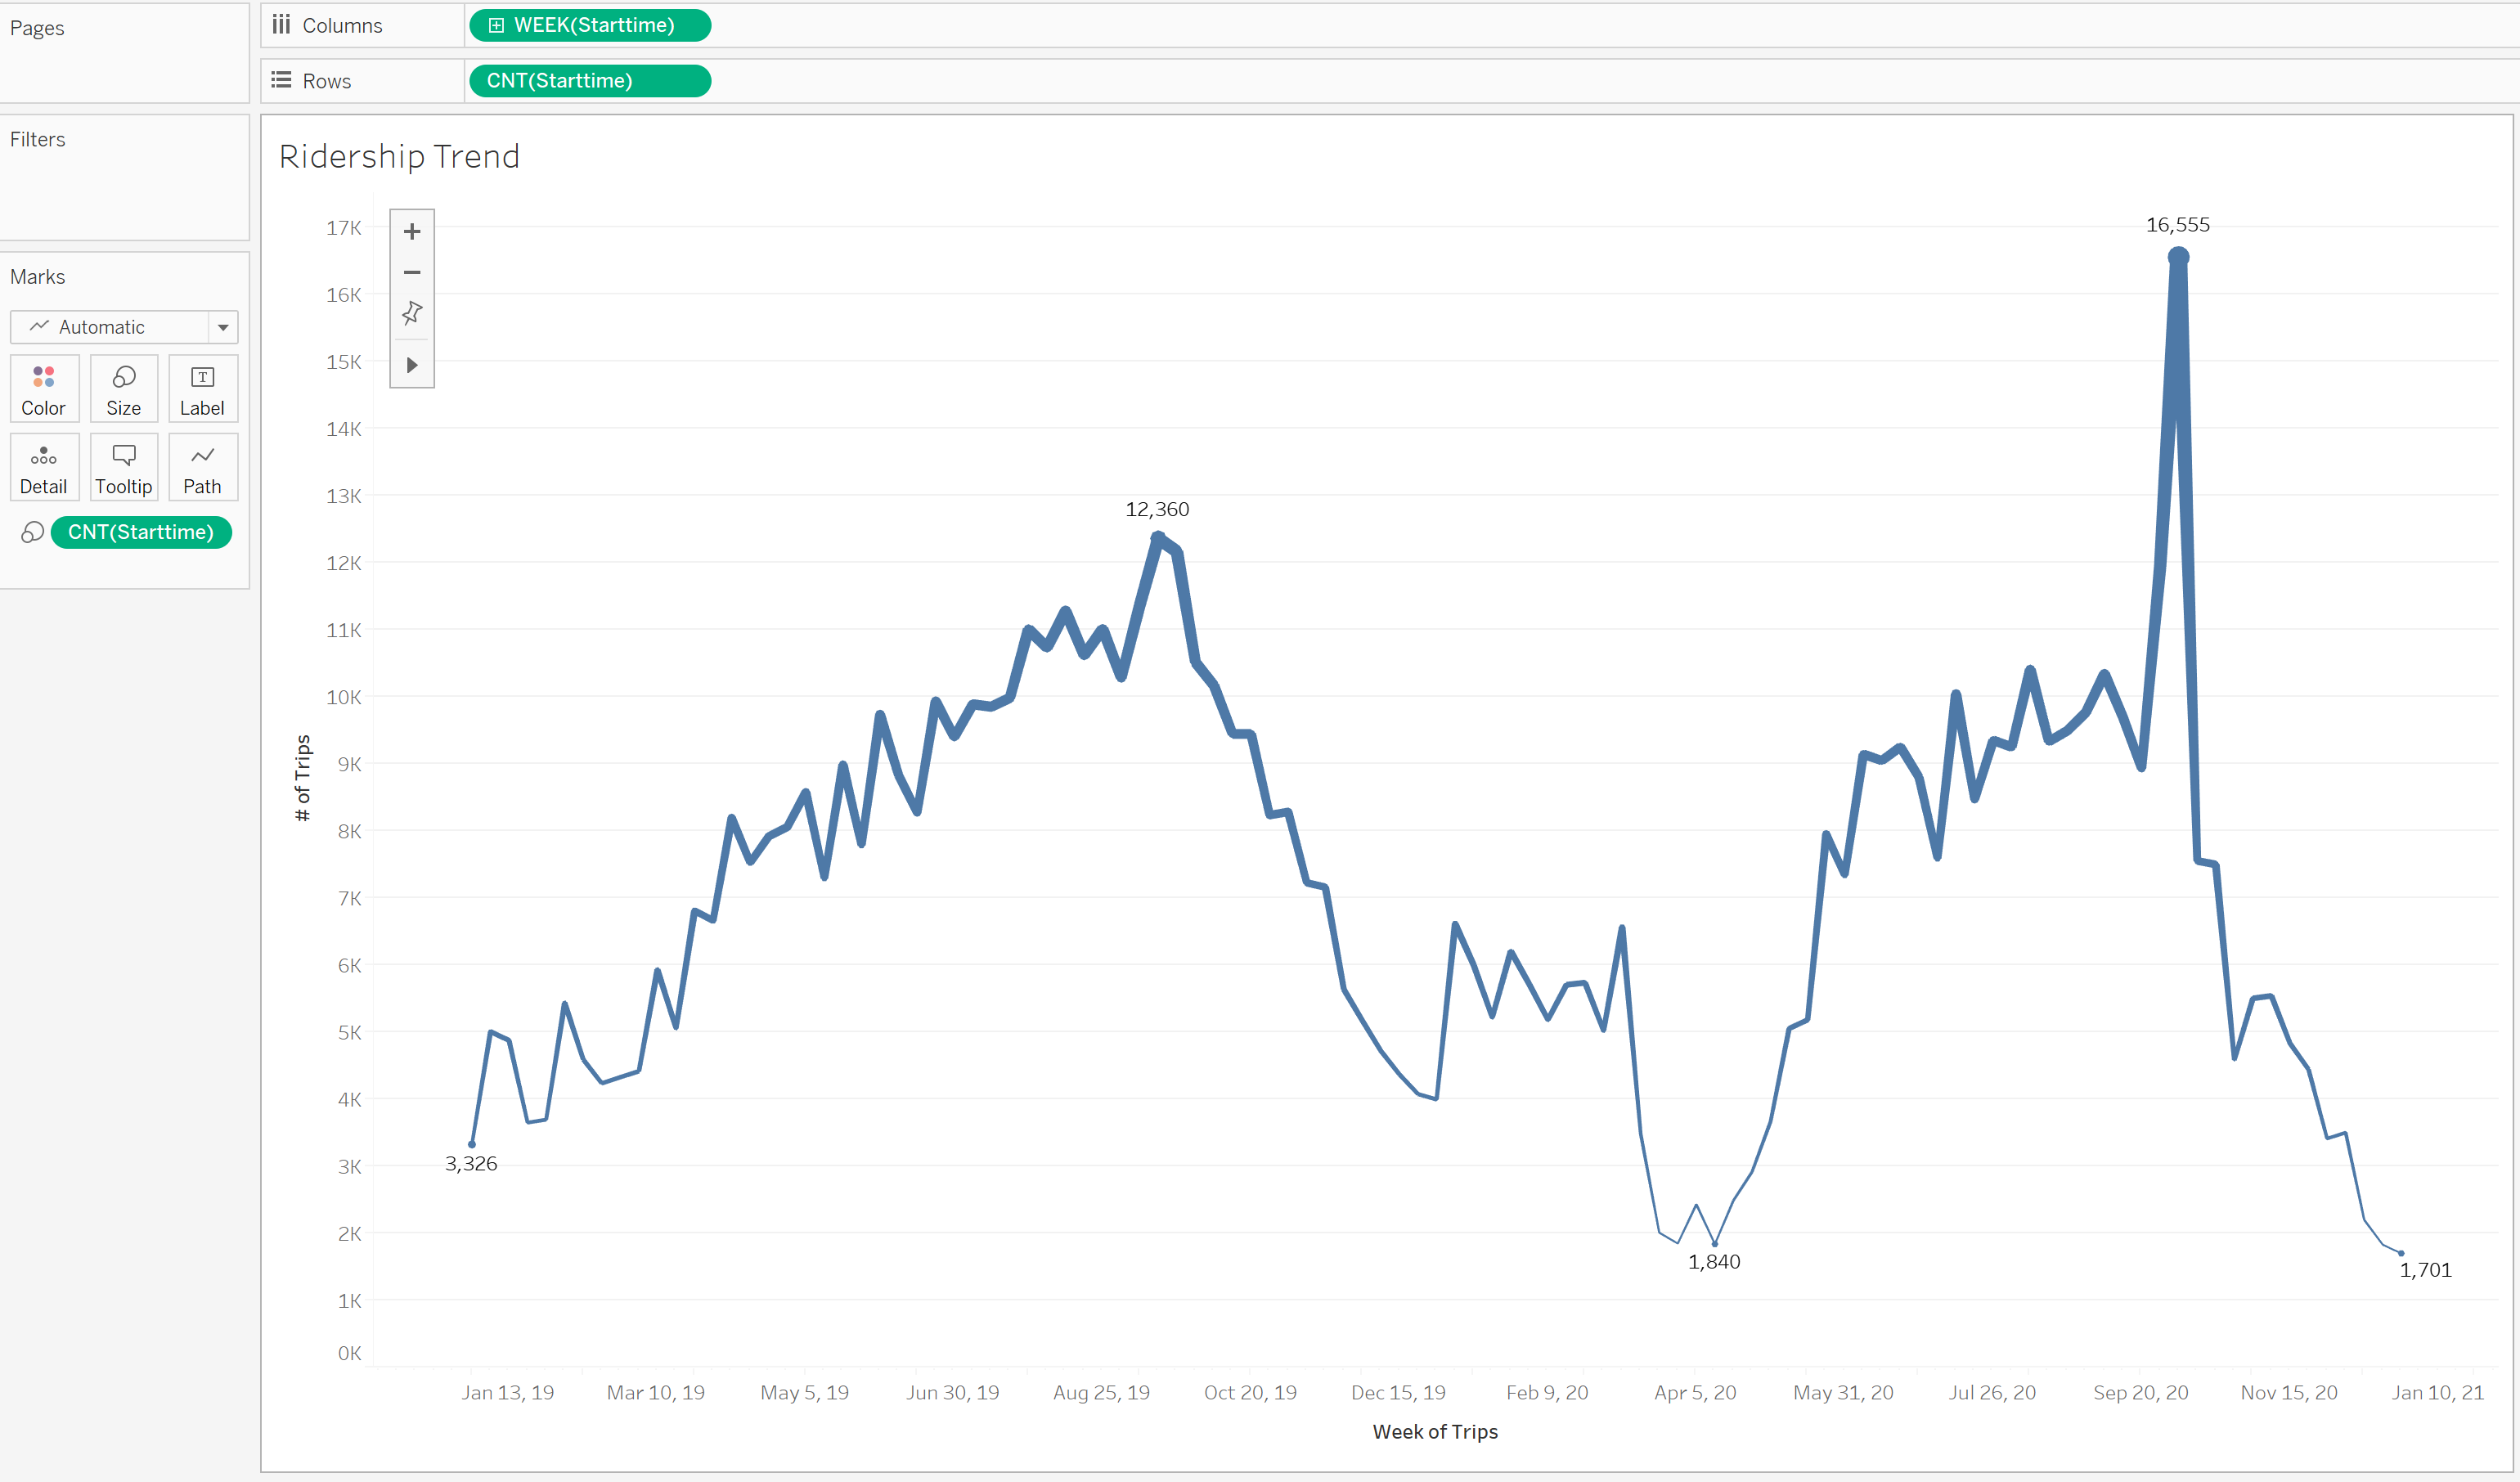 Pages
Columns
WEEK(Starttime)
Rows
CNT(Starttime)
Filters
Marks
Automatic
Color
Size
T
Label
Detail
Tooltip
Path
CNT(Starttime)
Ridership Trend
17K
16K
15K
14K
13K
12K
11K
10K
9K
8K
7K
6K
5K
4K
3K
2K
1K
0K
# of Trips
3,326
12,360
1,840
16,555
1,701
Jan 13, 19
Mar 10, 19
May 5, 19
Jun 30, 19
Aug 25, 19
Oct 20, 19
Dec 15, 19
Feb 9, 20
Apr 5, 20
May 31, 20
Jul 26, 20
Sep 20, 20
Nov 15, 20
Jan 10, 21
Week of Trips